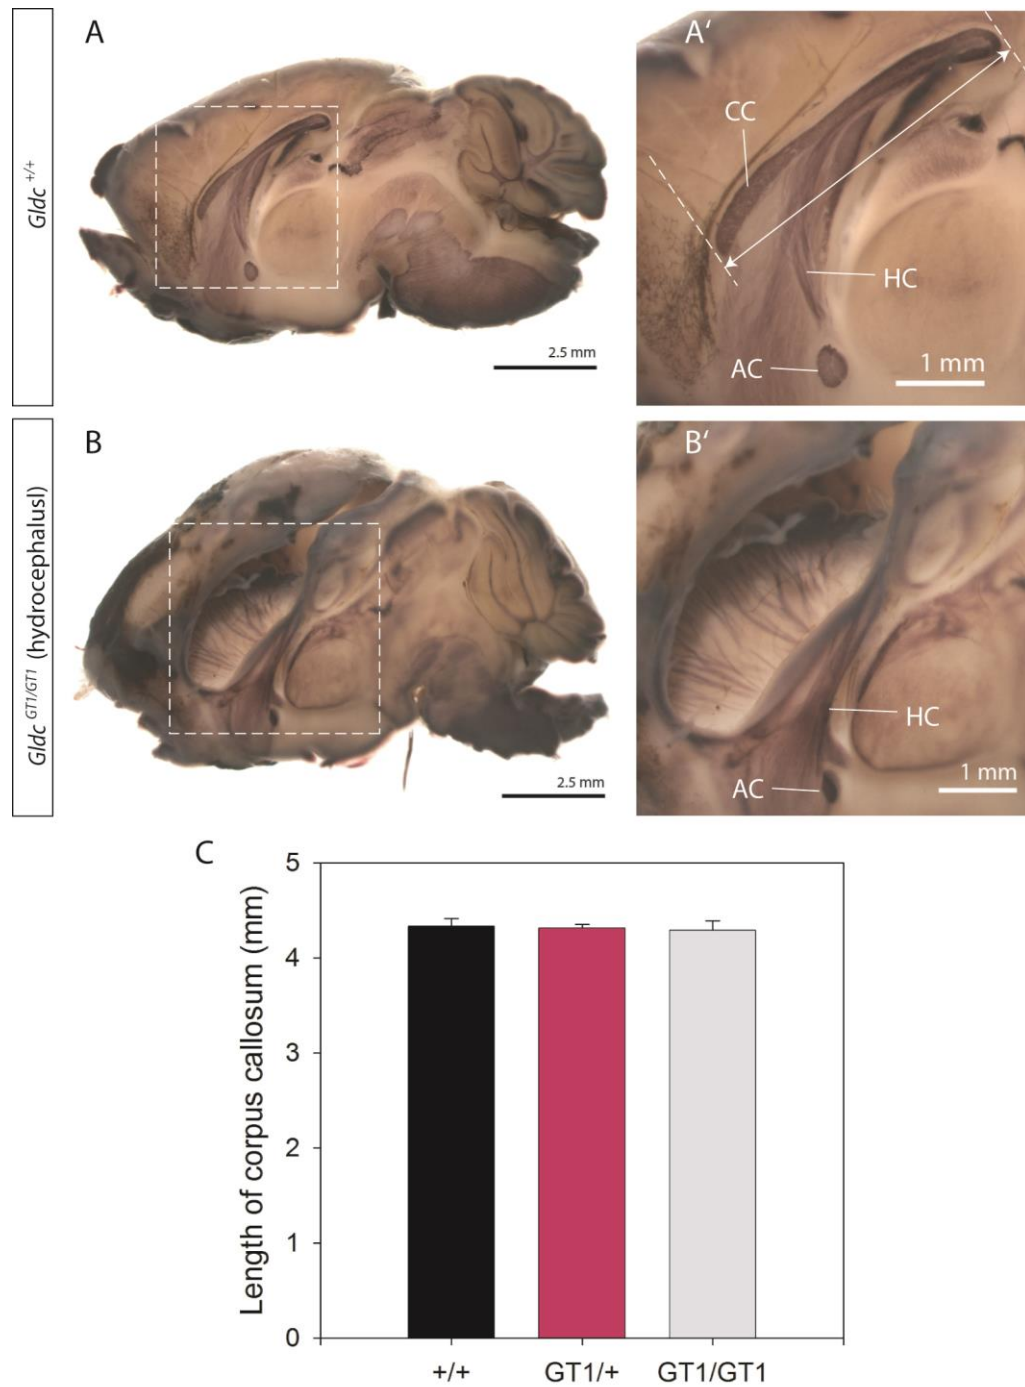 Gldc +/+
A
2.5 mm
A'
CC
HC
AC
1 mm
Gldc GT1/GT1 (hydrocephalusl)
B
2.5 mm
B'
HC
AC
1 mm
C
Length of corpus callosum (mm)
5
4
3
2
1
0
+/+ GT1/+ GT1/GT1